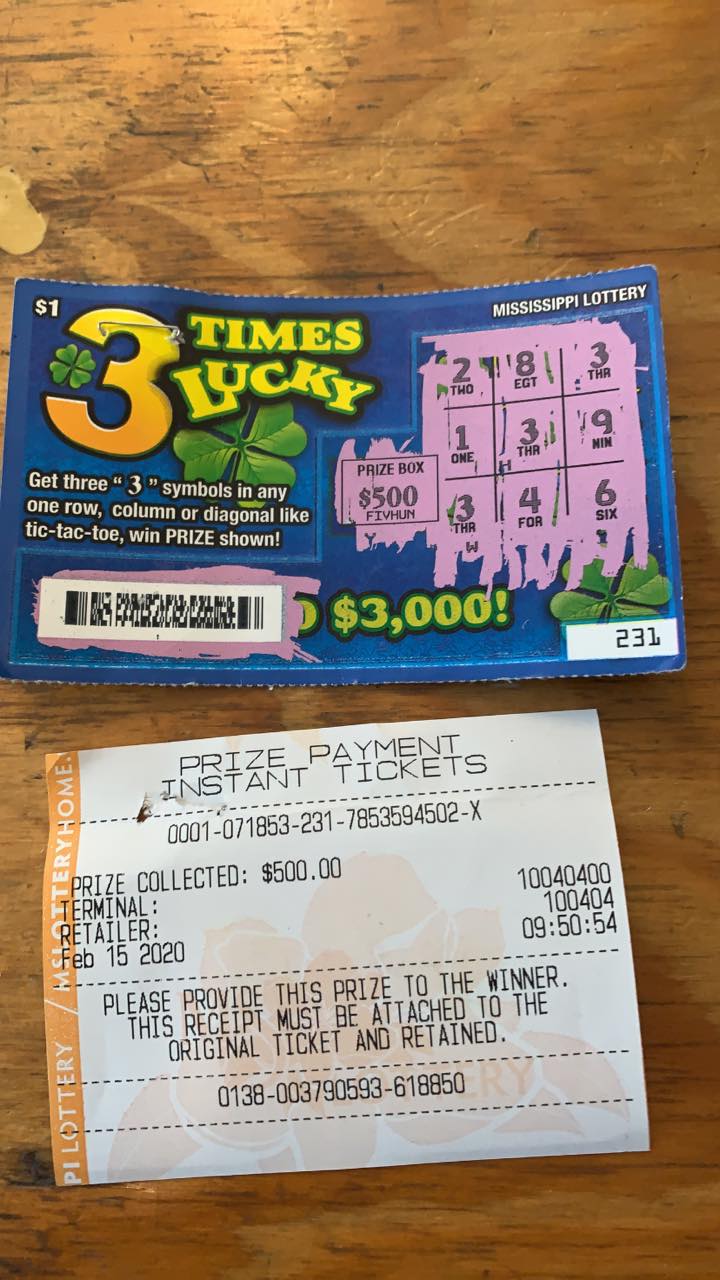 $1
MISSISSIPPI LOTTERY
3 TIMES
LUCKY
Get three “ 3 ” symbols in any
one row, column or diagonal like
tic-tac-toe, win PRIZE shown!
PRIZE BOX
$500
FIVHUN
Y
2 8 3
TWO EGT THR
1 3 9
ONE THR NIN
H
3 4 6
THR FOR SIX
W
$3,000!
231
PRIZE PAYMENT
INSTANT TICKETS
0001-071853-231-7853594502-X
PRIZE COLLECTED: $500.00
TERMINAL: 10040400
RETAILER: 100404
Feb 15 2020 09:50:54
PLEASE PROVIDE THIS PRIZE TO THE WINNER.
THIS RECEIPT MUST BE ATTACHED TO THE
ORIGINAL TICKET AND RETAINED.
0138-003790593-618850
PI LOTTERY / MSLOTTERYHOME.